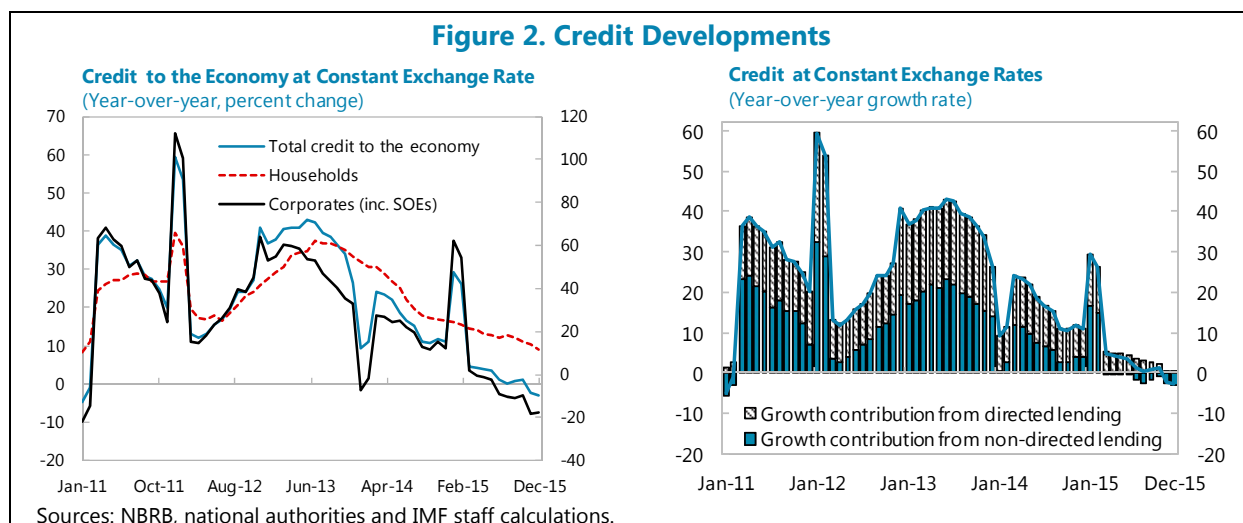 Figure 2. Credit Developments
Credit to the Economy at Constant Exchange Rate
(Year-over-year, percent change)
70
60
50
40
30
20
10
0
-10
-20
120
100
80
60
40
20
0
-20
-40
Total credit to the economy
Households
Corporates (inc. SOEs)
Jan-11 Oct-11 Aug-12 Jun-13 Apr-14 Feb-15 Dec-15
Credit at Constant Exchange Rates
(Year-over-year growth rate)
60
50
40
30
20
10
0
-10
-20
60
50
40
30
20
10
0
-10
-20
Growth contribution from directed lending
Growth contribution from non-directed lending
Jan-11 Jan-12 Jan-13 Jan-14 Jan-15 Dec-15
Sources: NBRB, national authorities and IMF staff calculations.